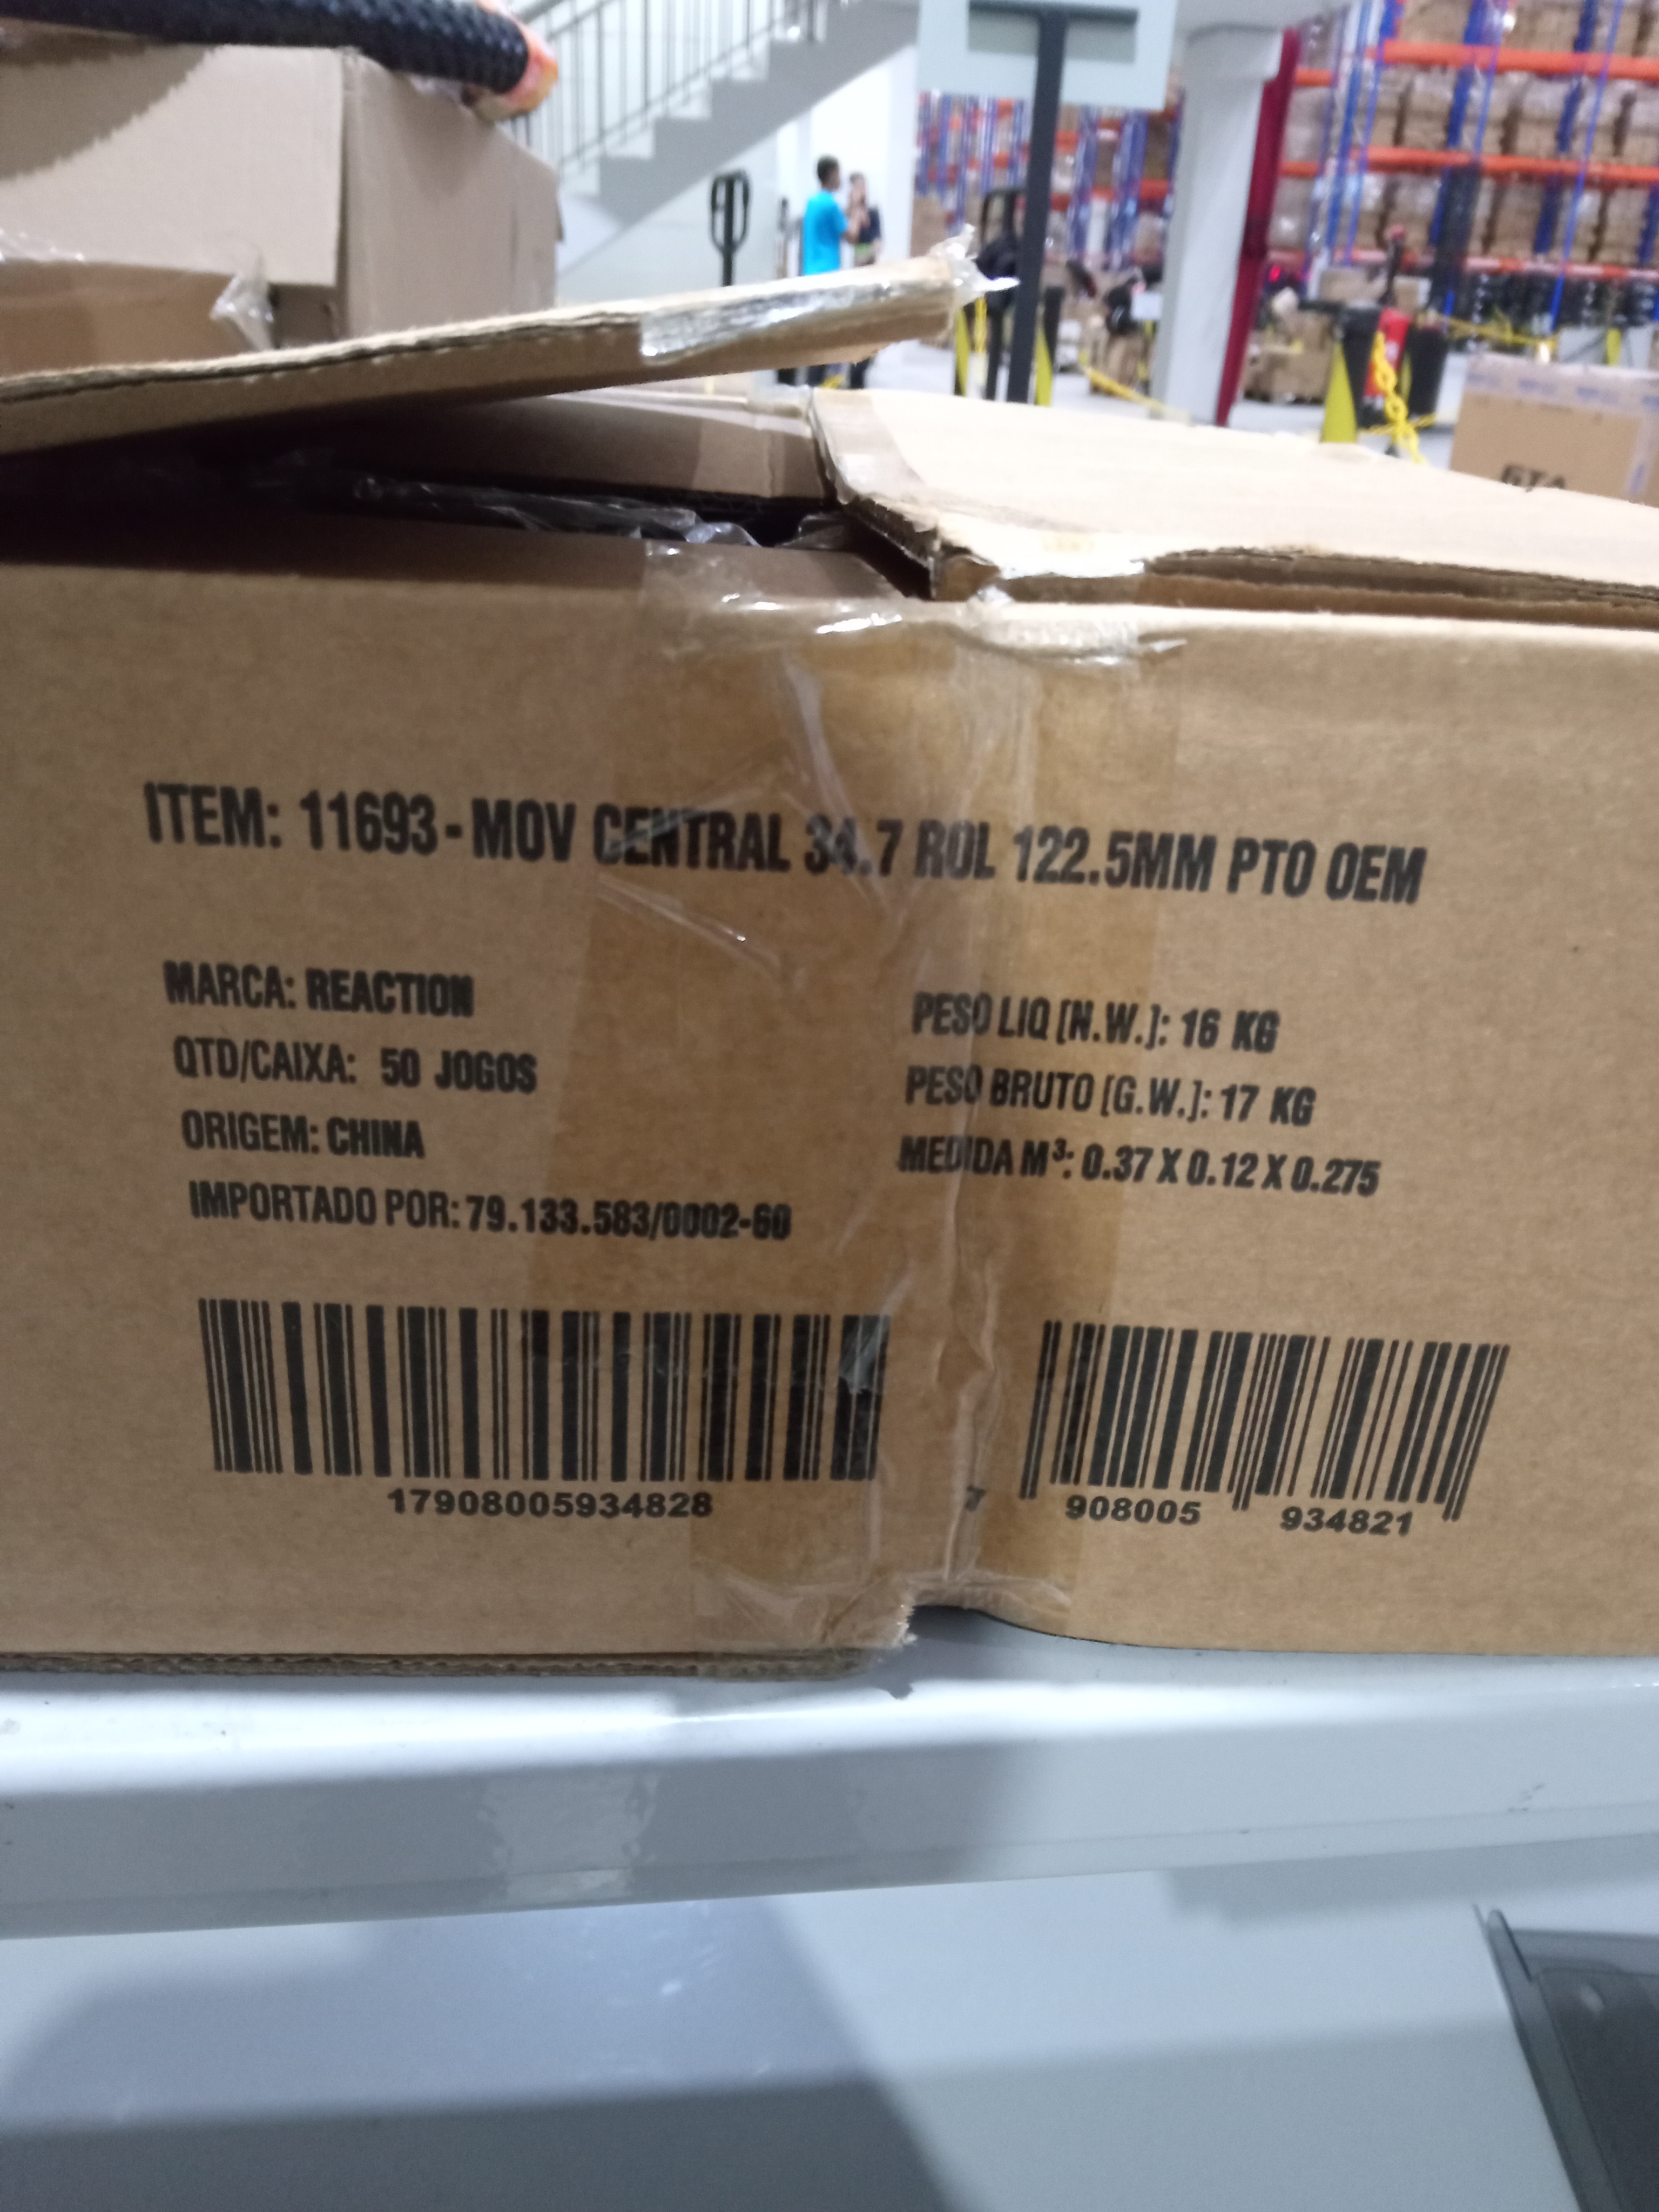 ITEM: 11693 - MOV CENTRAL 34.7 ROL 122.5MM PTO OEM
MARCA: REACTION
QTD/CAIXA: 50 JOGOS
ORIGEM: CHINA
IMPORTADO POR: 79.133.583/0002-60
PESO LIQ [N.W.]: 16 KG
PESO BRUTO [G.W.]: 17 KG
MEDIDA M³: 0.37 X 0.12 X 0.275
17908005934828
7 908005 934821